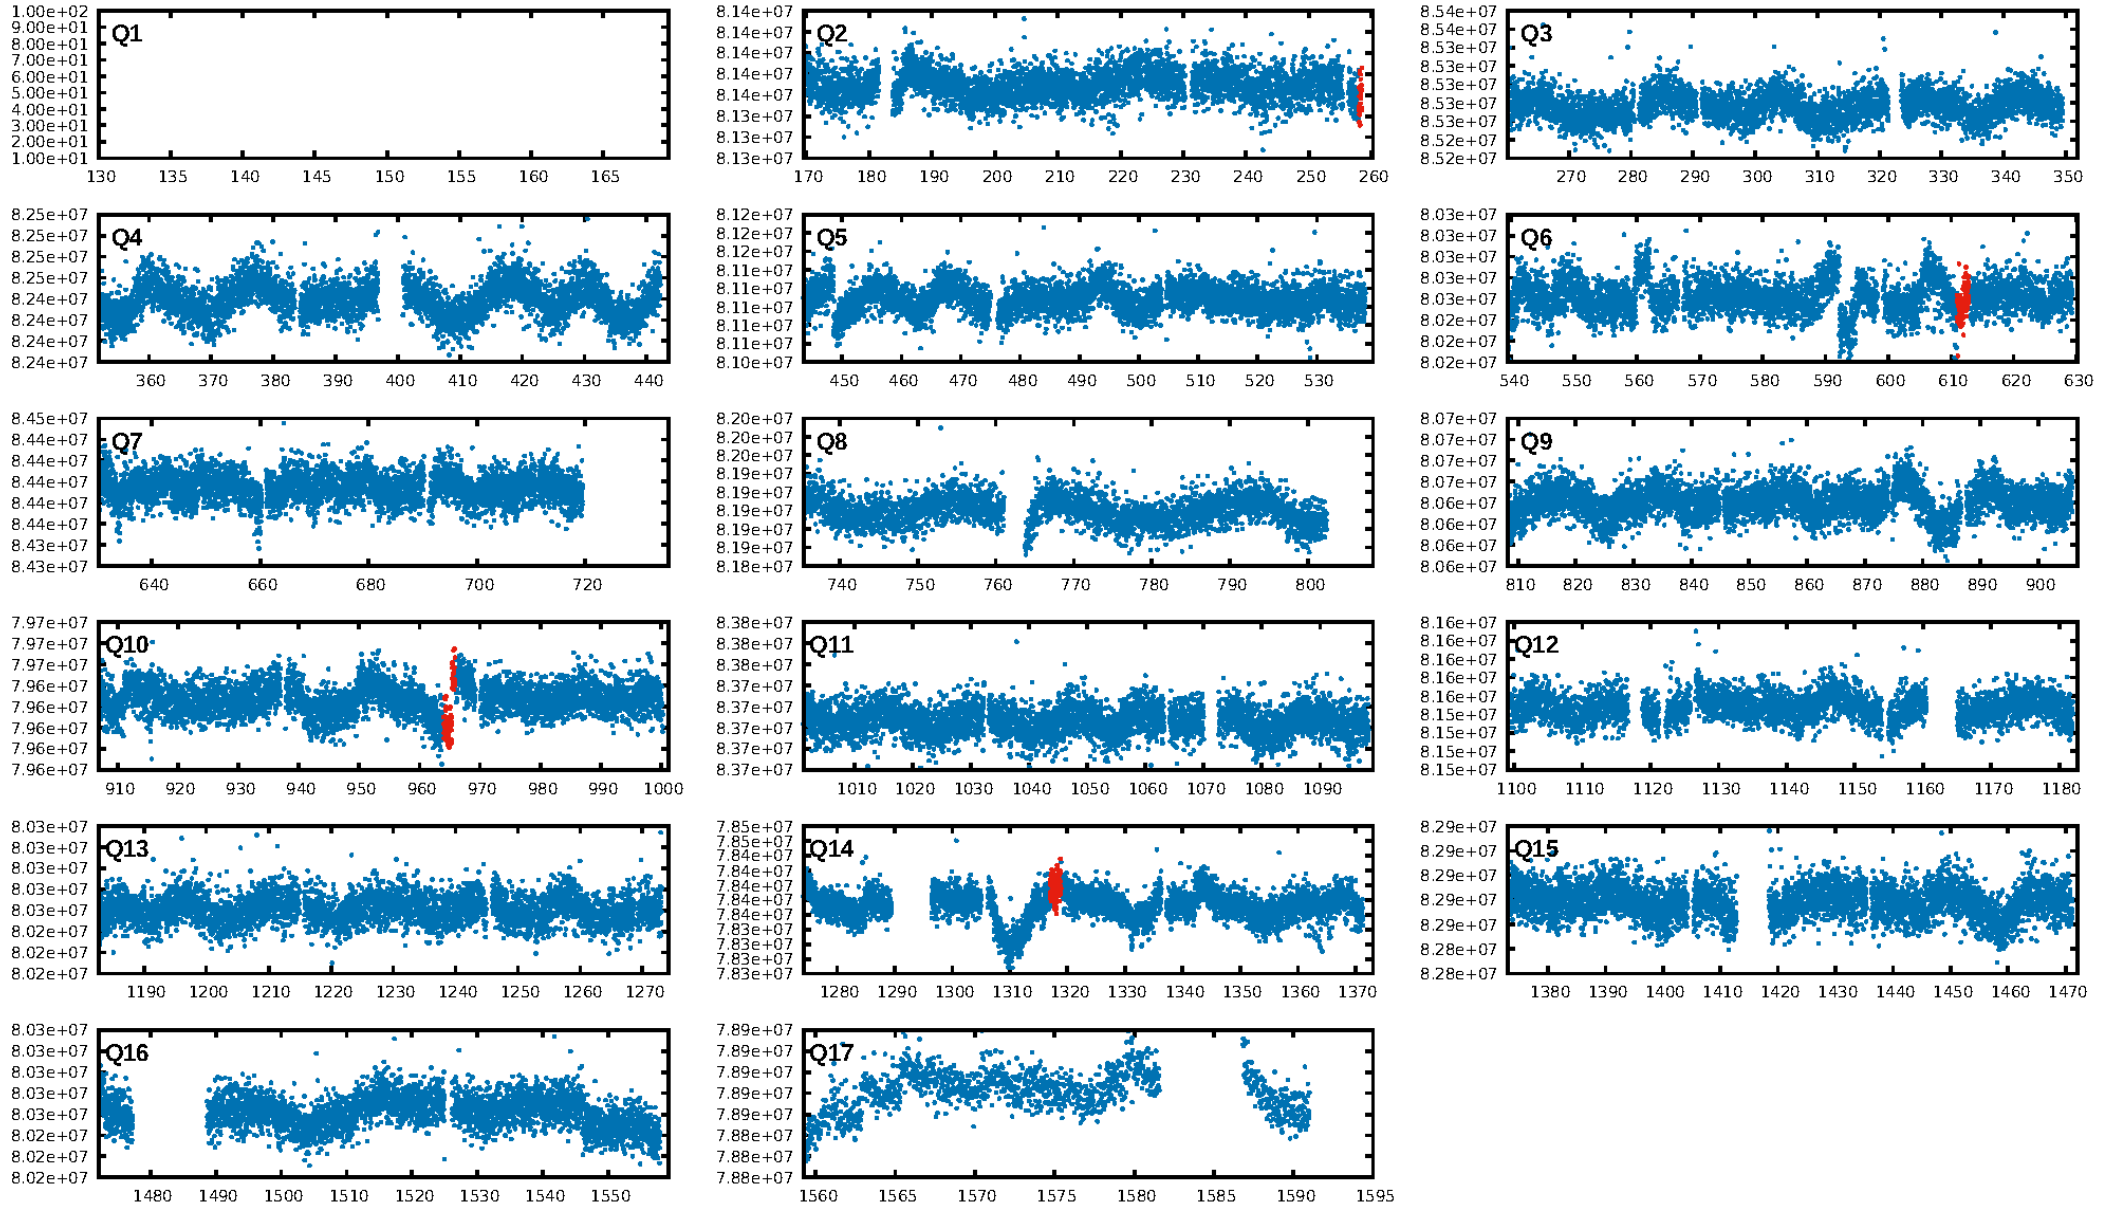 Q1
1.00e+02
9.00e+01
8.00e+01
7.00e+01
6.00e+01
5.00e+01
4.00e+01
3.00e+01
2.00e+01
1.00e+01
130 135 140 145 150 155 160 165
Q2
8.14e+07
8.14e+07
8.14e+07
8.14e+07
8.14e+07
8.13e+07
8.13e+07
8.13e+07
170 180 190 200 210 220 230 240 250 260
Q3
8.54e+07
8.54e+07
8.53e+07
8.53e+07
8.53e+07
8.53e+07
8.52e+07
8.52e+07
8.52e+07
270 280 290 300 310 320 330 340 350
Q4
8.25e+07
8.25e+07
8.25e+07
8.25e+07
8.24e+07
8.24e+07
8.24e+07
8.24e+07
360 370 380 390 400 410 420 430 440
Q5
8.12e+07
8.12e+07
8.12e+07
8.11e+07
8.11e+07
8.11e+07
8.11e+07
8.11e+07
8.10e+07
450 460 470 480 490 500 510 520 530
Q6
8.03e+07
8.03e+07
8.03e+07
8.03e+07
8.03e+07
8.02e+07
8.02e+07
8.02e+07
540 550 560 570 580 590 600 610 620 630
Q7
8.45e+07
8.44e+07
8.44e+07
8.44e+07
8.44e+07
8.44e+07
8.43e+07
8.43e+07
640 660 680 700 720
Q8
8.20e+07
8.20e+07
8.20e+07
8.19e+07
8.19e+07
8.19e+07
8.19e+07
8.19e+07
8.18e+07
740 750 760 770 780 790 800
Q9
8.07e+07
8.07e+07
8.07e+07
8.07e+07
8.06e+07
8.06e+07
8.06e+07
8.06e+07
810 820 830 840 850 860 870 880 890 900
Q10
7.97e+07
7.97e+07
7.97e+07
7.96e+07
7.96e+07
7.96e+07
7.96e+07
7.96e+07
910 920 930 940 950 960 970 980 990 1000
Q11
8.38e+07
8.38e+07
8.38e+07
8.37e+07
8.37e+07
8.37e+07
8.37e+07
8.37e+07
1010 1020 1030 1040 1050 1060 1070 1080 1090
Q12
8.16e+07
8.16e+07
8.16e+07
8.16e+07
8.16e+07
8.15e+07
8.15e+07
8.15e+07
8.15e+07
1100 1110 1120 1130 1140 1150 1160 1170 1180
Q13
8.03e+07
8.03e+07
8.03e+07
8.03e+07
8.03e+07
8.02e+07
8.02e+07
8.02e+07
1190 1200 1210 1220 1230 1240 1250 1260 1270
Q14
7.85e+07
7.85e+07
7.84e+07
7.84e+07
7.84e+07
7.84e+07
7.84e+07
7.83e+07
7.83e+07
7.83e+07
7.83e+07
1280 1290 1300 1310 1320 1330 1340 1350 1360 1370
Q15
8.29e+07
8.29e+07
8.29e+07
8.29e+07
8.29e+07
8.28e+07
8.28e+07
1380 1390 1400 1410 1420 1430 1440 1450 1460 1470
Q16
8.03e+07
8.03e+07
8.03e+07
8.03e+07
8.03e+07
8.02e+07
8.02e+07
8.02e+07
1480 1490 1500 1510 1520 1530 1540 1550
Q17
7.89e+07
7.89e+07
7.89e+07
7.89e+07
7.89e+07
7.88e+07
7.88e+07
7.88e+07
1560 1565 1570 1575 1580 1585 1590 1595